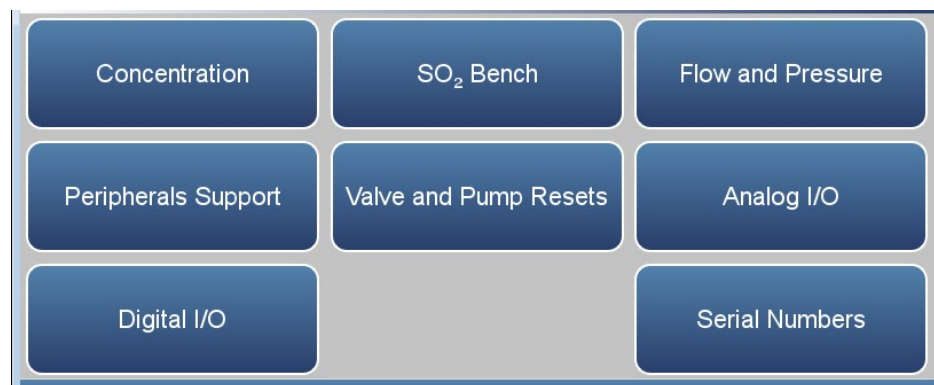 Concentration
SO₂ Bench
Flow and Pressure
Peripherals Support
Valve and Pump Resets
Analog I/O
Digital I/O
Serial Numbers